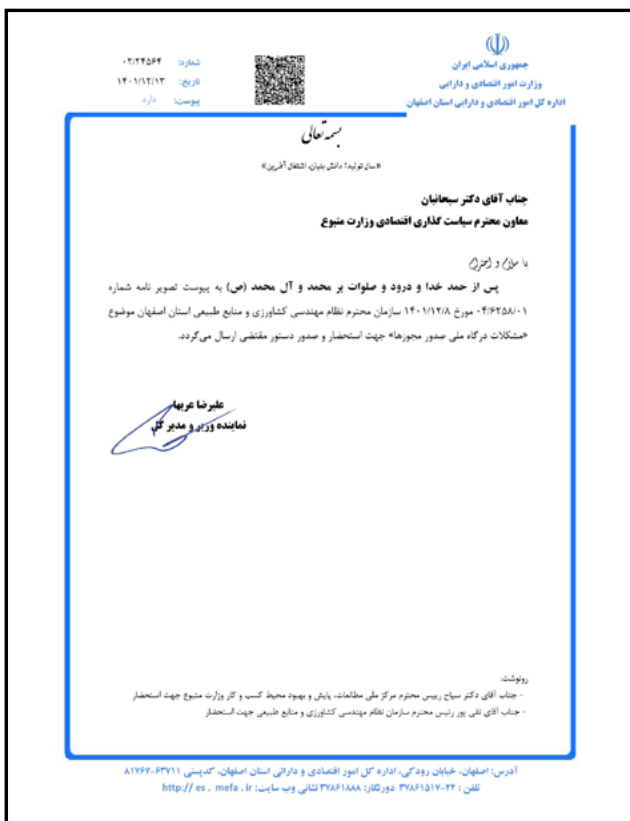 جمهوری اسلامی ایران
وزارت امور اقتصادی و دارایی
اداره کل امور اقتصادی و دارایی استان اصفهان
شماره: ۰۲/۲۴۵۶۴
تاریخ: ۱۴۰۱/۱۲/۱۳
پیوست: دارد
بسمه تعالی
«سال تولید؛ دانش بنیان، اشتغال آفرین»
جناب آقای دکتر سبحانیان
معاون محترم سیاست گذاری اقتصادی وزارت متبوع
با سلام و احترام
پس از حمد خدا و درود و صلوات بر محمد و آل محمد (ص) به پیوست تصویر نامه شماره
۰۴/۶۲۵۸/۰۱ مورخ ۱۴۰۱/۱۲/۸ سازمان محترم نظام مهندسی کشاورزی و منابع طبیعی استان اصفهان موضوع
«مشکلات درگاه ملی صدور مجوزها» جهت استحضار و صدور دستور مقتضی ارسال می‌گردد.
علیرضا عربها
نماینده وزیر و مدیر کل
رونوشت:
- جناب آقای دکتر سیاح رییس محترم مرکز ملی مطالعات، پایش و بهبود محیط کسب و کار وزارت متبوع جهت استحضار
- جناب آقای تقی پور رئیس محترم سازمان نظام مهندسی کشاورزی و منابع طبیعی جهت استحضار
آدرس: اصفهان، خیابان رودکی، اداره کل امور اقتصادی و دارائی استان اصفهان، کدپستی ۶۳۷۱۱-۸۱۷۶۷
تلفن : ۲۲-۳۷۸۶۱۵۱۷ دورنگار: ۳۷۸۶۱۸۸۸ نشانی وب سایت: http:// es . mefa . ir